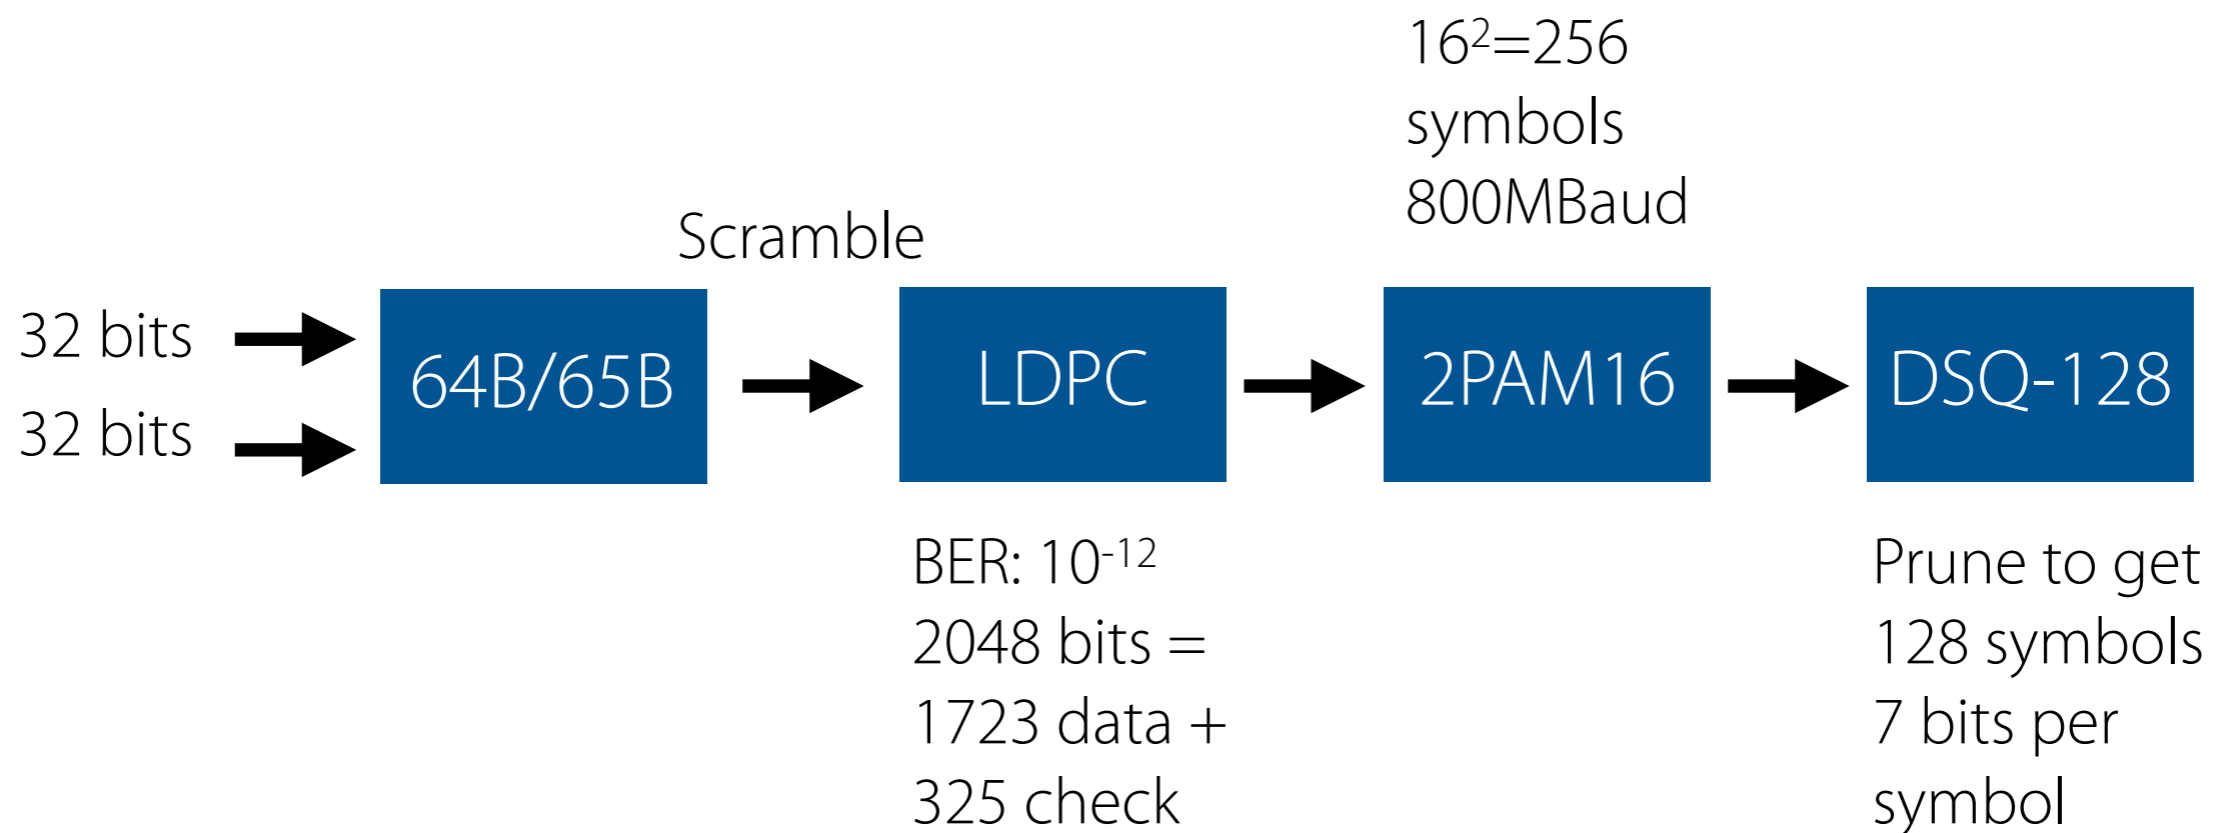 32 bits
32 bits
64B/65B
Scramble
LDPC
BER: 10⁻¹²
2048 bits =
1723 data +
325 check
16²=256
symbols
800MBaud
2PAM16
DSQ-128
Prune to get
128 symbols
7 bits per
symbol